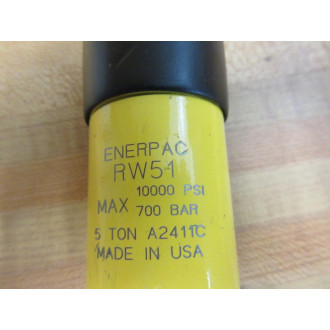 ENERPAC
RW51
10000 PSI
MAX 700 BAR
5 TON A2411C
MADE IN USA